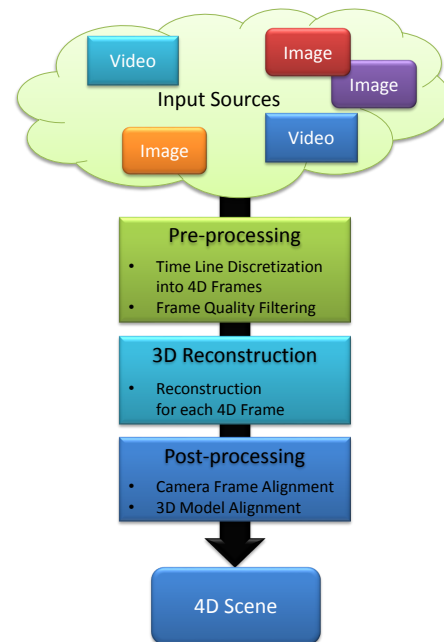 Video
Image
Image
Input Sources
Video
Image
Pre-processing
• Time Line Discretization
into 4D Frames
• Frame Quality Filtering
3D Reconstruction
• Reconstruction
for each 4D Frame
Post-processing
• Camera Frame Alignment
• 3D Model Alignment
4D Scene